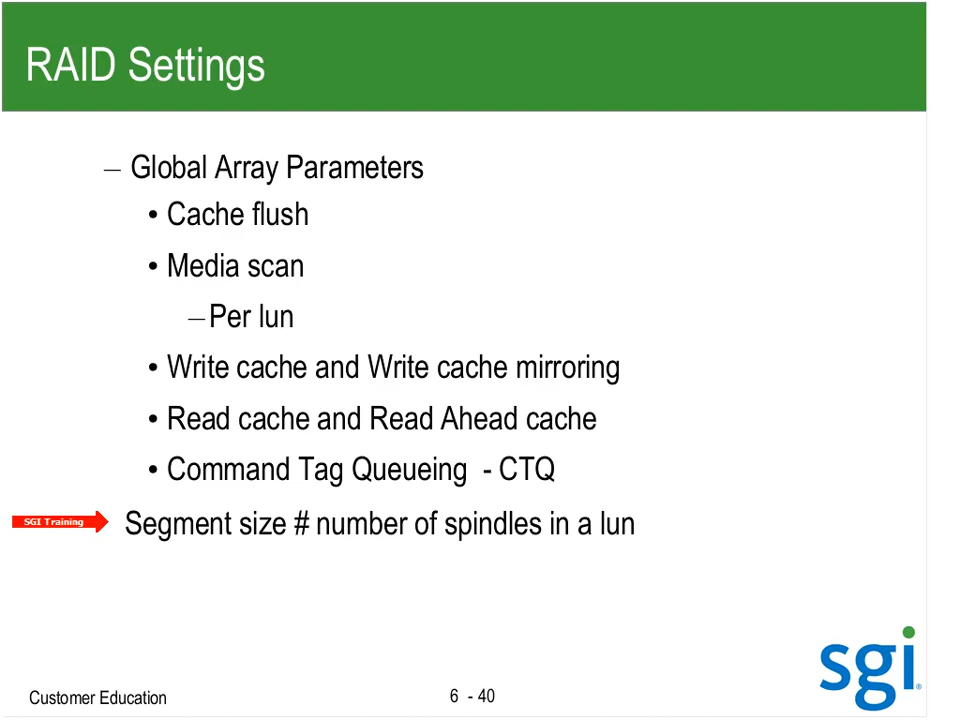 RAID Settings
– Global Array Parameters
• Cache flush
• Media scan
– Per lun
• Write cache and Write cache mirroring
• Read cache and Read Ahead cache
• Command Tag Queueing - CTQ
SGI Training
Segment size # number of spindles in a lun
sgi®
Customer Education
6 - 40